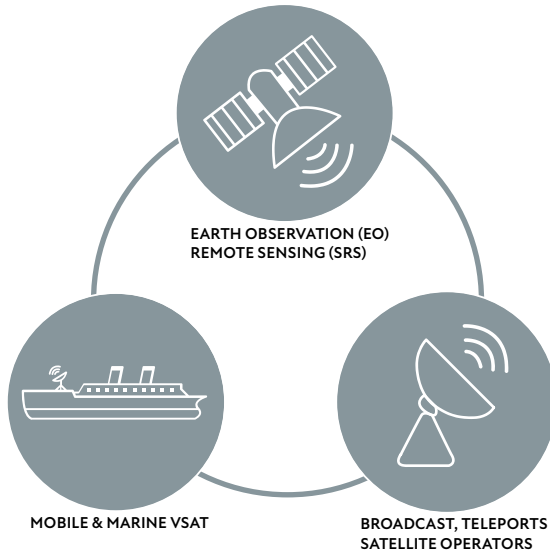 EARTH OBSERVATION (EO)
REMOTE SENSING (SRS)
MOBILE & MARINE VSAT
BROADCAST, TELEPORTS
SATELLITE OPERATORS